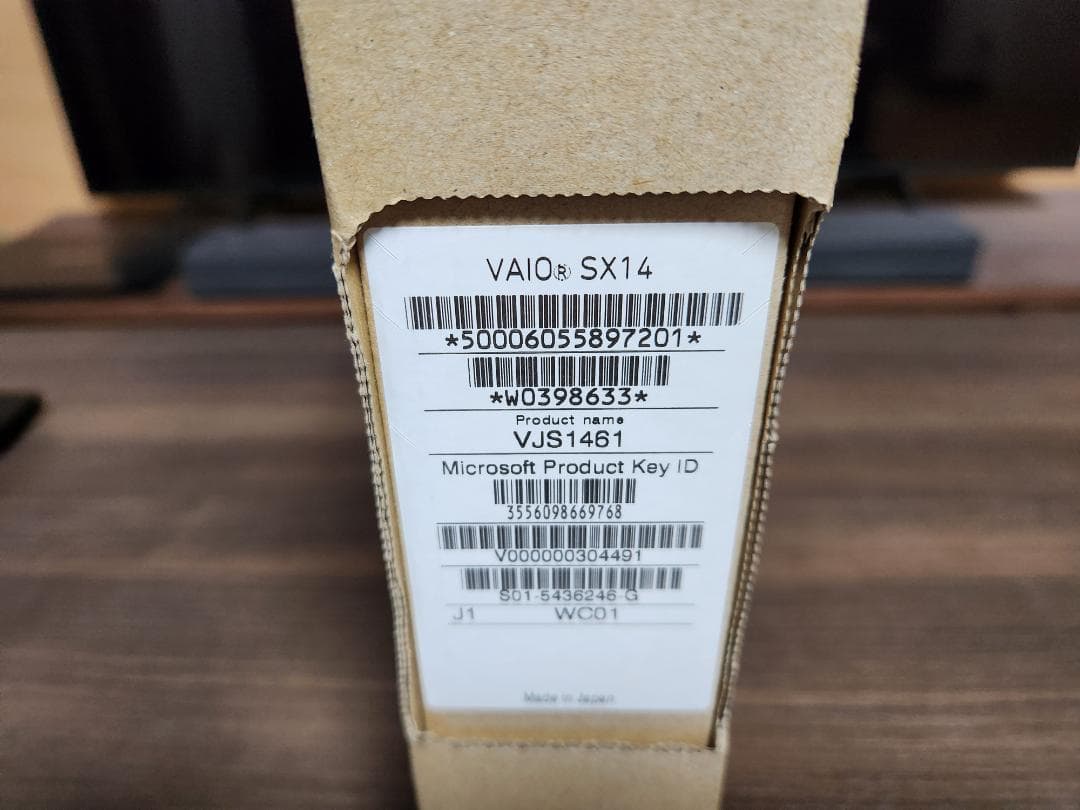 VAIO® SX14
*50006055897201*
*W0398633*
Product name
VJS1461
Microsoft Product Key ID
3556098669768
V000000304491
S01-5436246-G
J1 WC01
Made in Japan